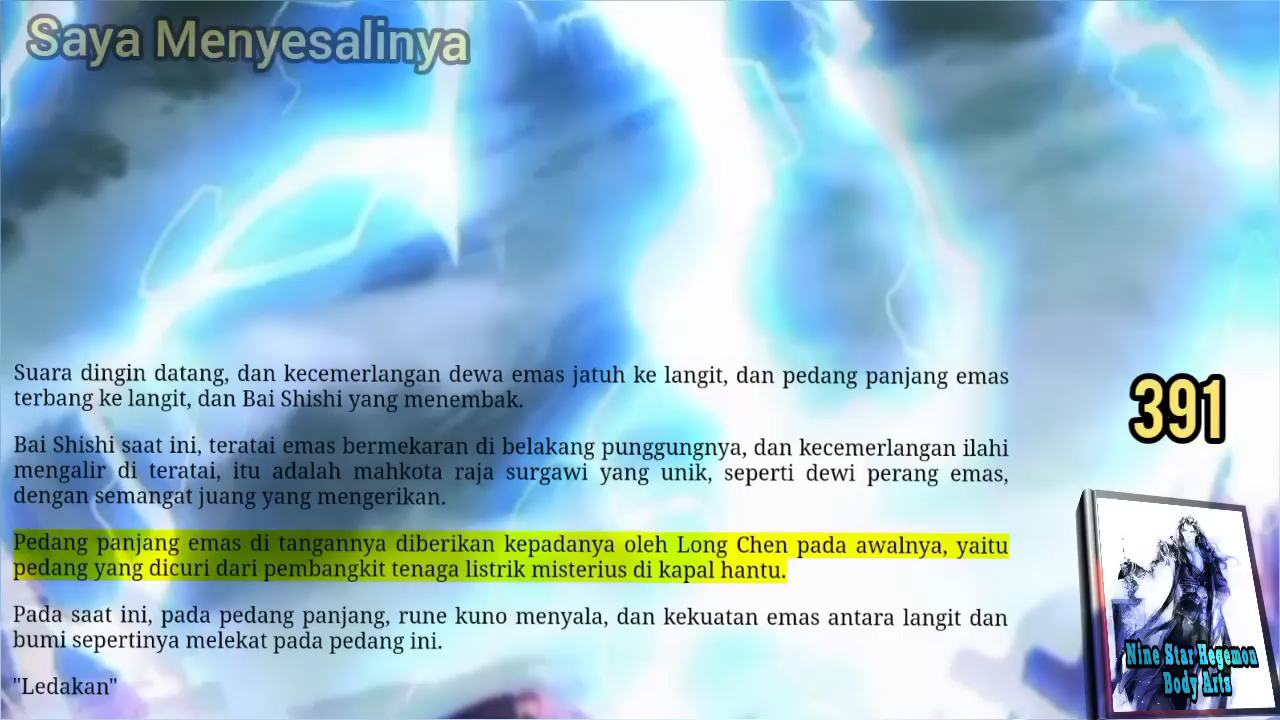 Saya Menyesalinya
Suara dingin datang, dan kecemerlangan dewa emas jatuh ke langit, dan pedang panjang emas
terbang ke langit, dan Bai Shishi yang menembak.
Bai Shishi saat ini, teratai emas bermekaran di belakang punggungnya, dan kecemerlangan ilahi
mengalir di teratai, itu adalah mahkota raja surgawi yang unik, seperti dewi perang emas,
dengan semangat juang yang mengerikan.
Pedang panjang emas di tangannya diberikan kepadanya oleh Long Chen pada awalnya, yaitu
pedang yang dicuri dari pembangkit tenaga listrik misterius di kapal hantu.
Pada saat ini, pada pedang panjang, rune kuno menyala, dan kekuatan emas antara langit dan
bumi sepertinya melekat pada pedang ini.
"Ledakan"
391
Nine Star Hegemon
Body Arts